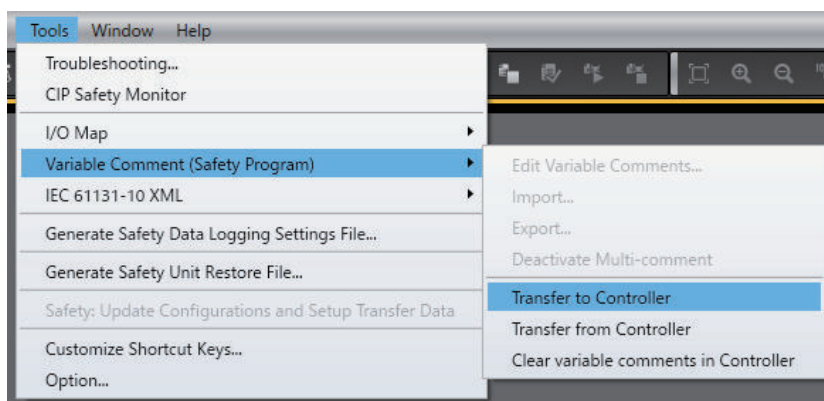 Tools Window Help
Troubleshooting...
CIP Safety Monitor
I/O Map
Variable Comment (Safety Program)
IEC 61131-10 XML
Generate Safety Data Logging Settings File...
Generate Safety Unit Restore File...
Safety: Update Configurations and Setup Transfer Data
Customize Shortcut Keys...
Option...
Edit Variable Comments...
Import...
Export...
Deactivate Multi-comment
Transfer to Controller
Transfer from Controller
Clear variable comments in Controller